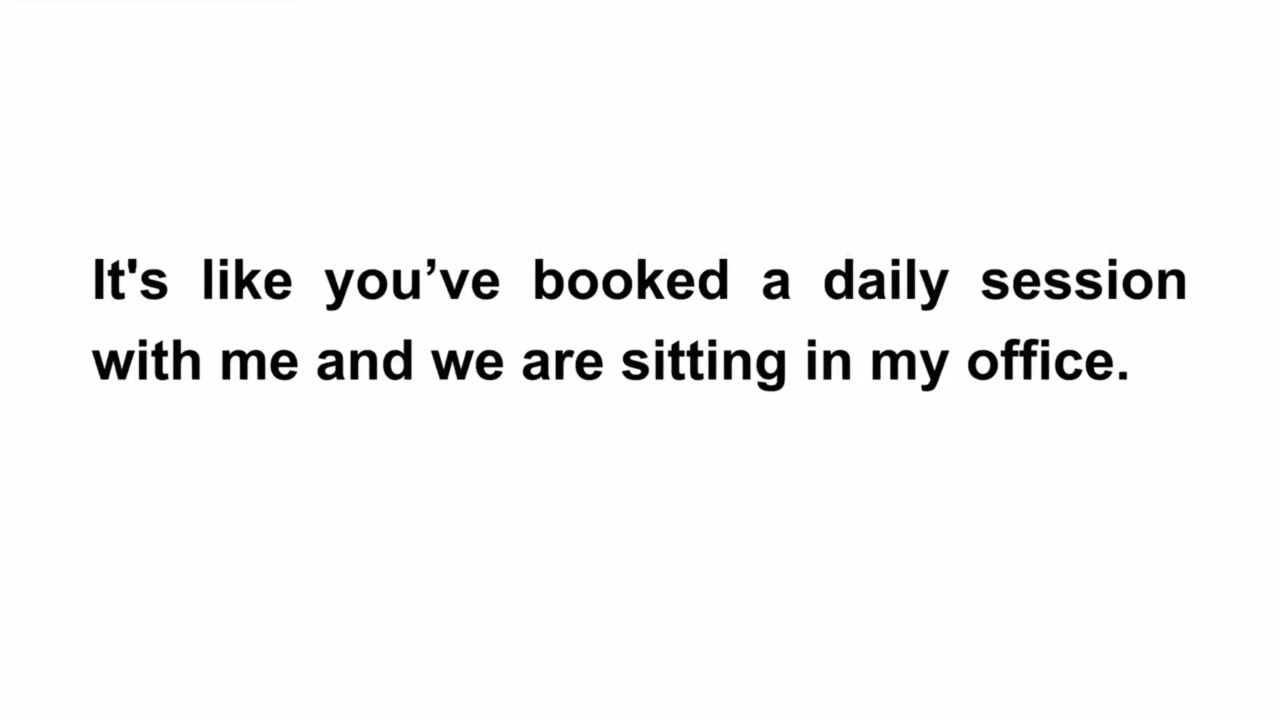 It's like you’ve booked a daily session
with me and we are sitting in my office.